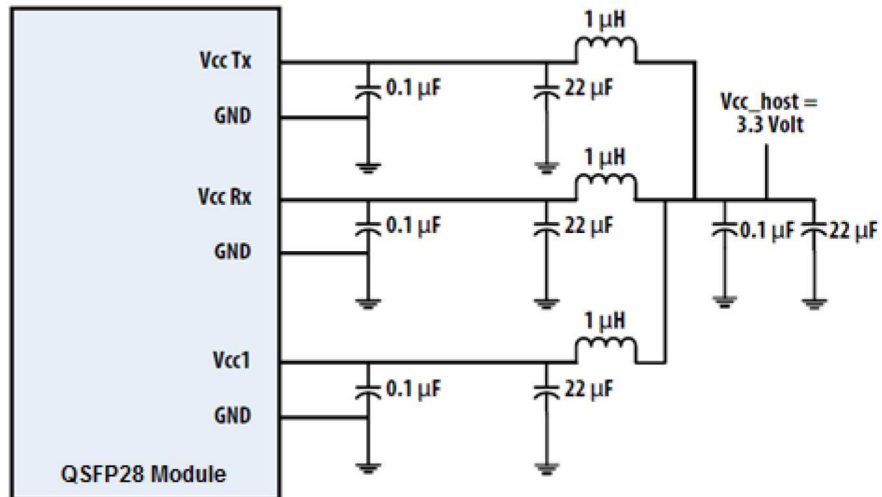 1 µH
Vcc Tx
0.1 µF
22 µF
GND
Vcc_host =
3.3 Volt
1 µH
Vcc Rx
0.1 µF
22 µF
0.1 µF
22 µF
GND
1 µH
Vcc1
0.1 µF
22 µF
GND
QSFP28 Module